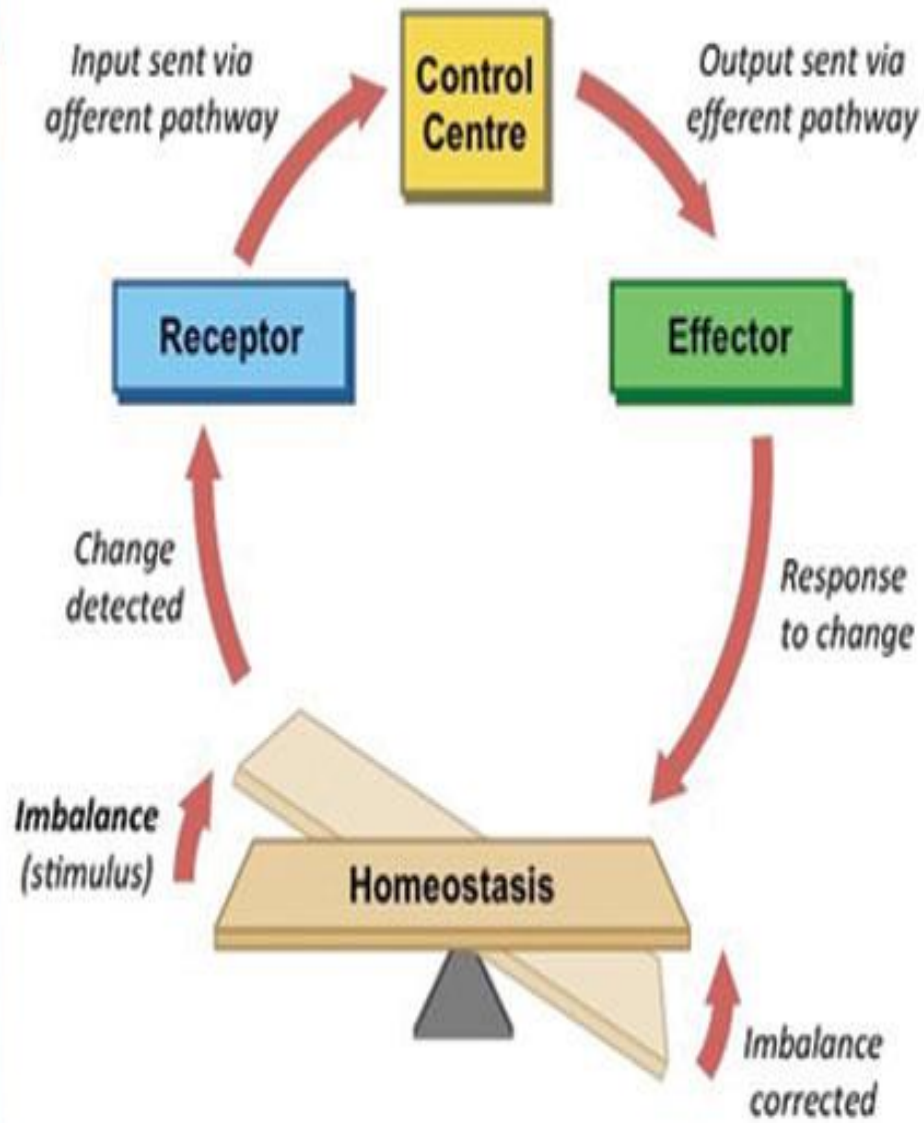 Input sent via
afferent pathway
Control
Centre
Output sent via
efferent pathway
Receptor
Effector
Change
detected
Response
to change
Imbalance
(stimulus)
Homeostasis
Imbalance
corrected